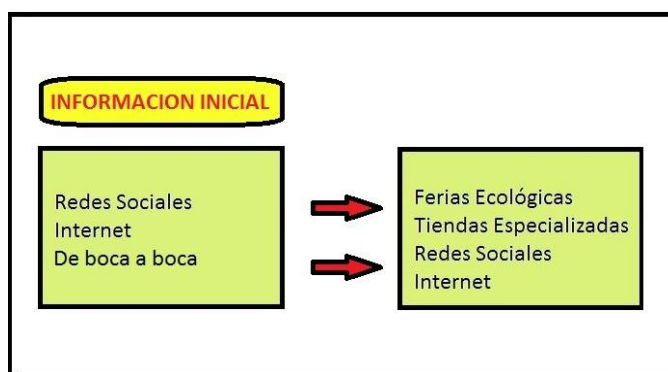 INFORMACION INICIAL
Redes Sociales
Internet
De boca a boca
Ferias Ecológicas
Tiendas Especializadas
Redes Sociales
Internet